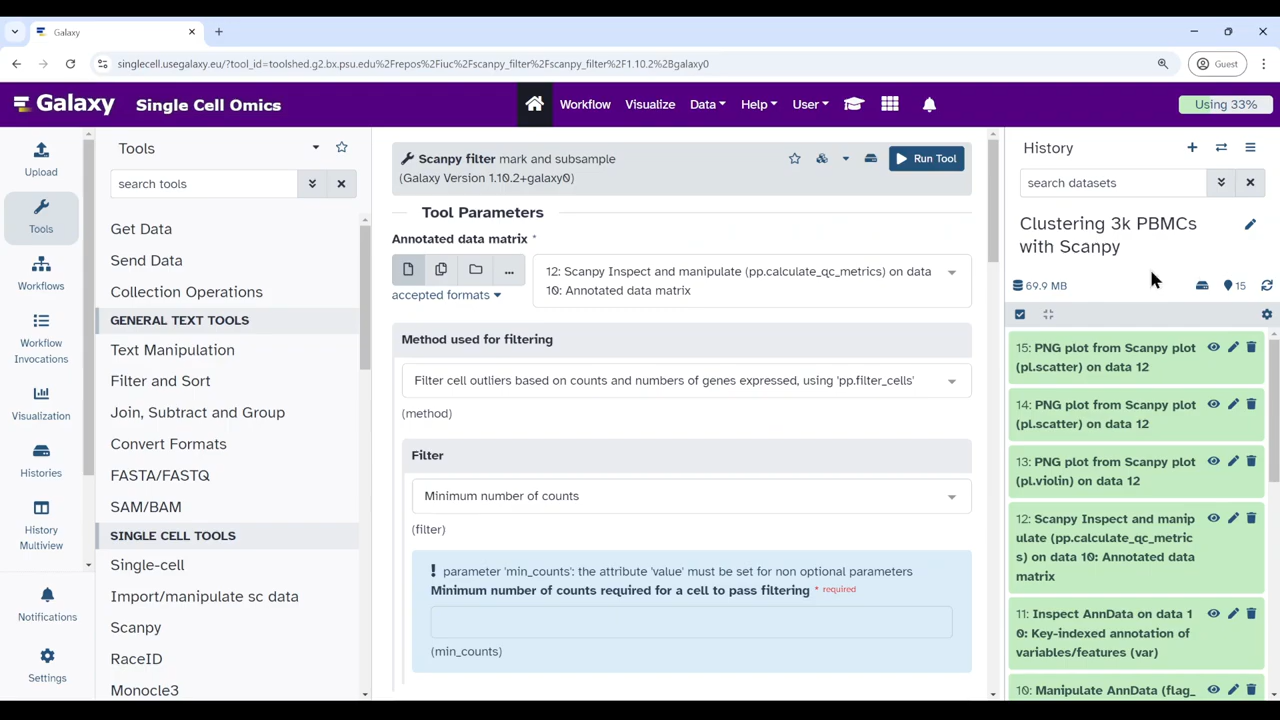 Galaxy
singlecell.usegalaxy.eu/?tool_id=toolshed.g2.bx.psu.edu%2Frepos%2Fiuc%2Fscanpy_filter%2Fscanpy_filter%2F1.10.2%2Bgalaxy0
Guest
Galaxy
Single Cell Omics
Workflow
Visualize
Data
Help
User
Using 33%
Upload
Tools
Workflows
Workflow
Invocations
Visualization
Histories
History
Multiview
Notifications
Settings
Tools
search tools
Get Data
Send Data
Collection Operations
GENERAL TEXT TOOLS
Text Manipulation
Filter and Sort
Join, Subtract and Group
Convert Formats
FASTA/FASTQ
SAM/BAM
SINGLE CELL TOOLS
Single-cell
Import/manipulate sc data
Scanpy
RaceID
Monocle3
Scanpy filter mark and subsample
(Galaxy Version 1.10.2+galaxy0)
Run Tool
Tool Parameters
Annotated data matrix *
...
accepted formats
12: Scanpy Inspect and manipulate (pp.calculate_qc_metrics) on data
10: Annotated data matrix
Method used for filtering
Filter cell outliers based on counts and numbers of genes expressed, using 'pp.filter_cells'
(method)
Filter
Minimum number of counts
(filter)
! parameter 'min_counts': the attribute 'value' must be set for non optional parameters
Minimum number of counts required for a cell to pass filtering * required
(min_counts)
History
search datasets
Clustering 3k PBMCs
with Scanpy
69.9 MB
15
15: PNG plot from Scanpy plot
(pl.scatter) on data 12
14: PNG plot from Scanpy plot
(pl.scatter) on data 12
13: PNG plot from Scanpy plot
(pl.violin) on data 12
12: Scanpy Inspect and manip
ulate (pp.calculate_qc_metric
s) on data 10: Annotated data
matrix
11: Inspect AnnData on data 1
0: Key-indexed annotation of
variables/features (var)
10: Manipulate AnnData (flag_